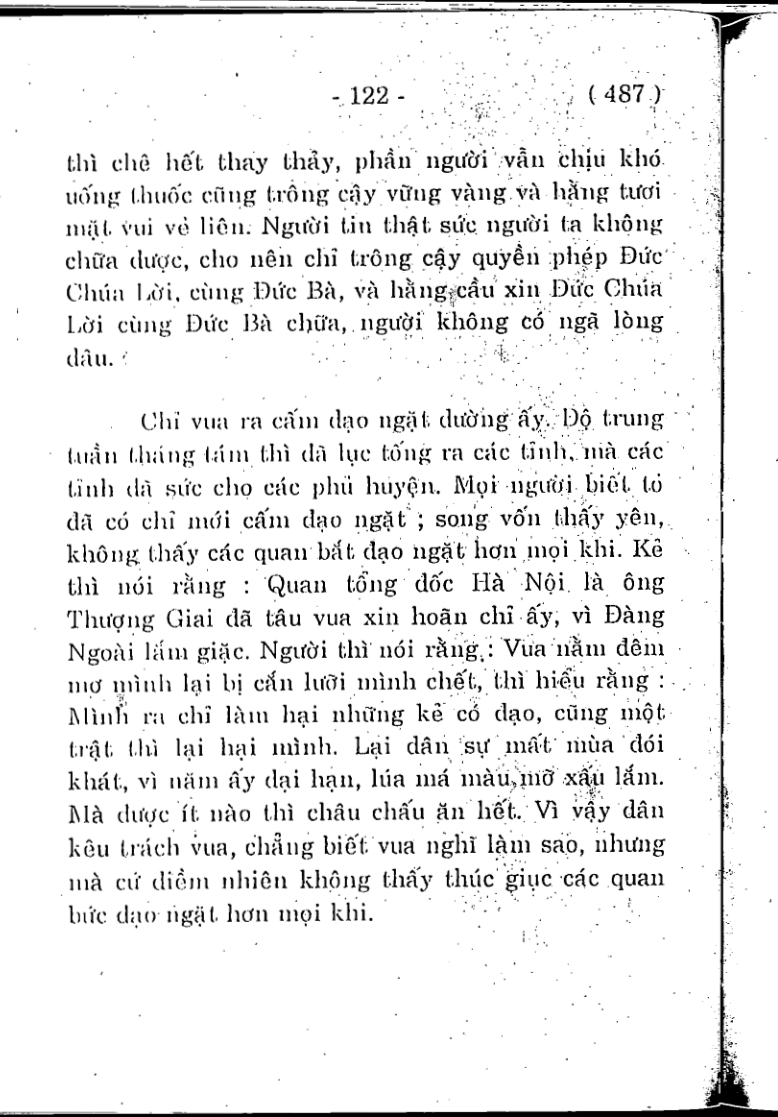 - 122 - ( 487 )
thì chê hết thay thảy, phần người vẫn chịu khó
uống thuốc cũng trông cậy vững vàng và hằng tươi
mặt vui vẻ liên. Người tin thật sức người ta không
chữa dược, cho nên chỉ trông cậy quyền phép Đức
Chúa Lời, cùng Đức Bà, và hằng cầu xin Đức Chúa
Lời cùng Đức Bà chữa, người không có ngã lòng
dâu.
Chỉ vua ra cấm dạo ngặt dường ấy. Độ trung
tuần tháng tám thì dã lục tống ra các tỉnh, mà các
tỉnh dã sức cho các phủ huyện. Mọi người biết tỏ
dã có chỉ mới cấm dạo ngặt ; song vốn thấy yên,
không thấy các quan bắt đạo ngặt hơn mọi khi. Kẻ
thì nói rằng : Quan tổng đốc Hà Nội là ông
Thượng Giai đã tâu vua xin hoãn chỉ ấy, vì Đàng
Ngoài lắm giặc. Người thì nói rằng : Vua nằm đêm
mơ mình lại bị cắn lưỡi mình chết, thì hiểu rằng :
Mình ra chỉ làm hại những kẻ có đạo, cũng một
trật thì lại hại mình. Lại dân sự mất mùa đói
khát, vì năm ấy dại hạn, lúa má màu mỡ xấu lắm.
Mà dược ít nào thì châu chấu ăn hết. Vì vậy dân
kêu trách vua, chẳng biết vua nghĩ làm sao, nhưng
mà cứ diềm nhiên không thấy thúc giục các quan
bức dạo ngặt hơn mọi khi.